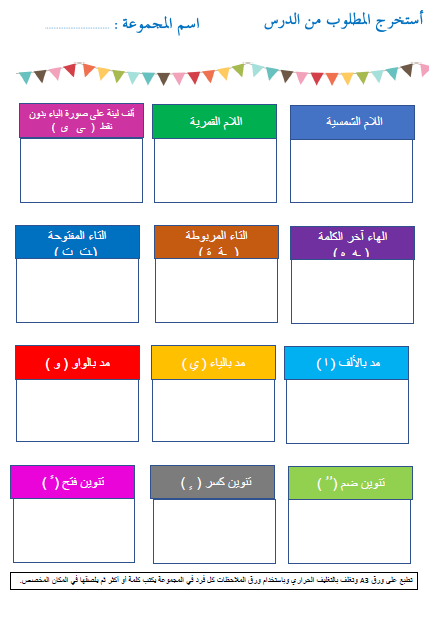 أستخرج المطلوب من الدرس
اسم المجموعة : ........................
اللام الشمسية
اللام القمرية
ألف لينة على صورة الياء بدون
نقط ( ـى ى )
الهاء آخر الكلمة
( ـه ه )
التاء المربوطة
( ـة ة )
التاء المفتوحة
( ـت ت )
مد بالألف ( ا )
مد بالياء ( ي )
مد بالواو ( و )
تنوين ضم ( ٌ )
تنوين كسر ( ٍ )
تنوين فتح ( ً )
تطبع على ورق A3 وتغلف بالتغليف الحراري وباستخدام ورق الملاحظات كل فرد في المجموعة يكتب كلمة أو أكثر ثم يلصقها في المكان المخصص.